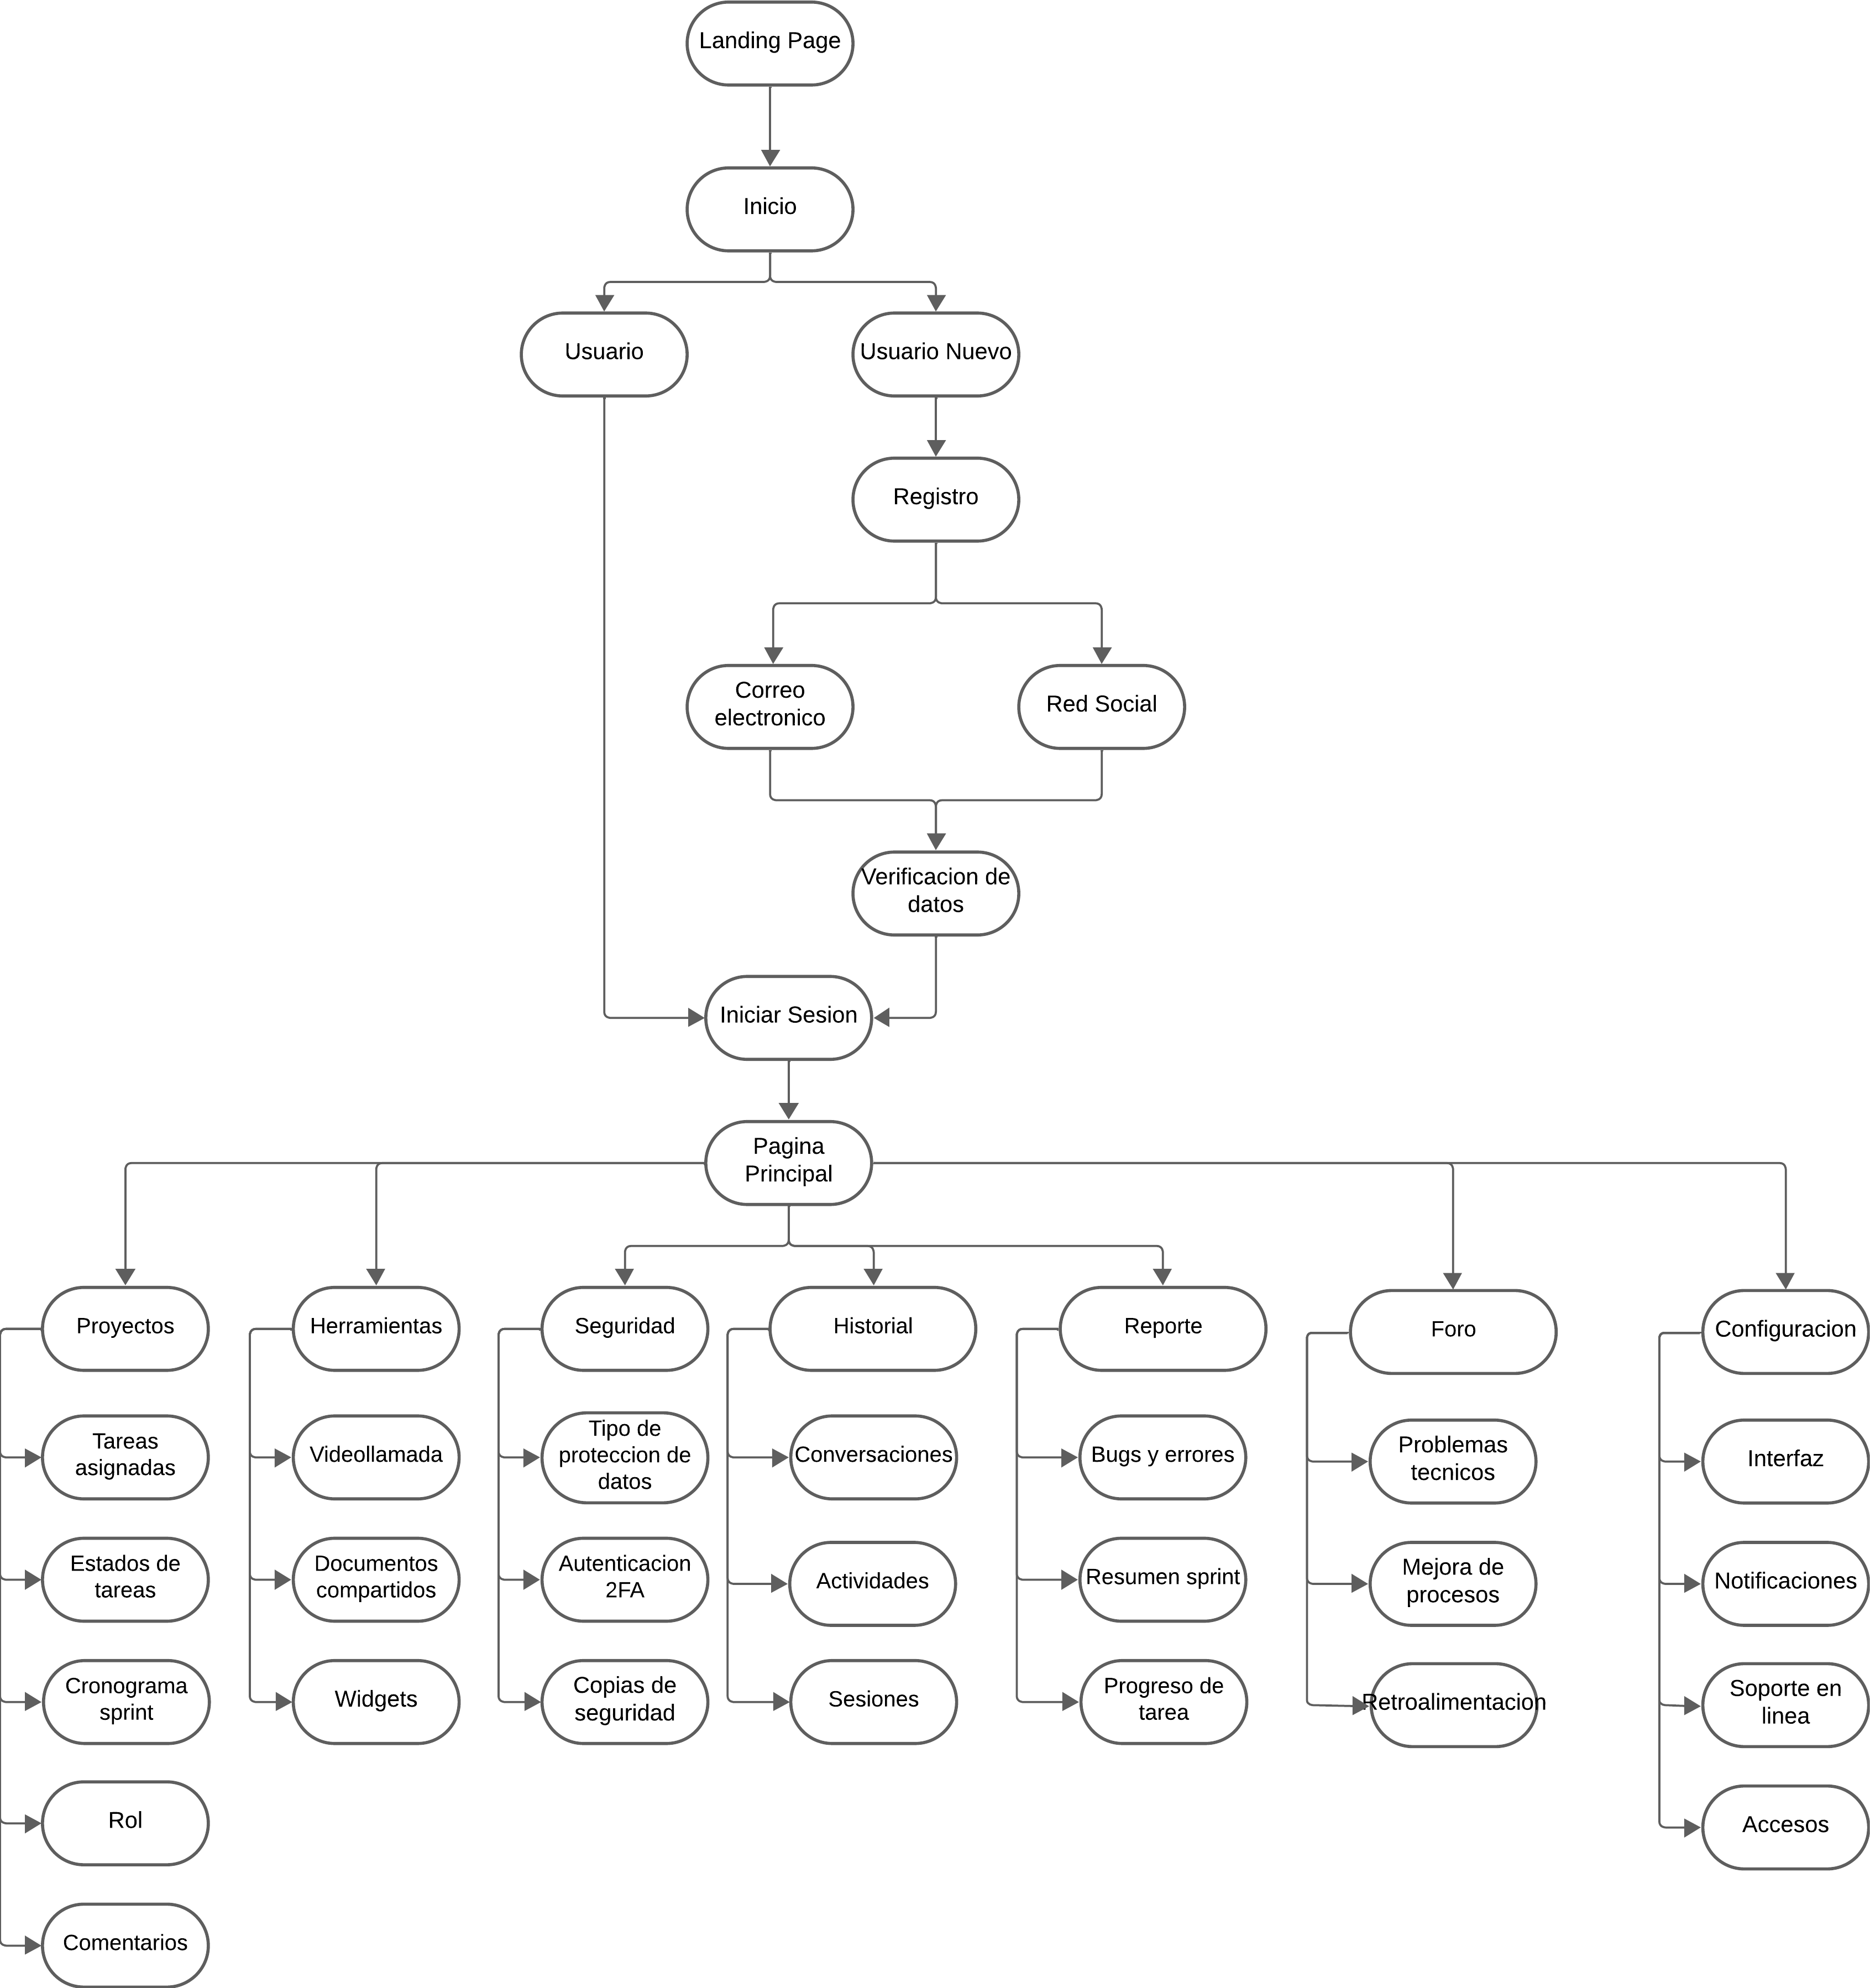 Landing Page
Inicio
Usuario
Usuario Nuevo
Registro
Correo
electronico
Red Social
Verificacion de
datos
Iniciar Sesion
Pagina
Principal
Proyectos
Tareas
asignadas
Estados de
tareas
Cronograma
sprint
Rol
Comentarios
Herramientas
Videollamada
Documentos
compartidos
Widgets
Seguridad
Tipo de
proteccion de
datos
Autenticacion
2FA
Copias de
seguridad
Historial
Conversaciones
Actividades
Sesiones
Reporte
Bugs y errores
Resumen sprint
Progreso de
tarea
Foro
Problemas
tecnicos
Mejora de
procesos
Retroalimentacion
Configuracion
Interfaz
Notificaciones
Soporte en
linea
Accesos